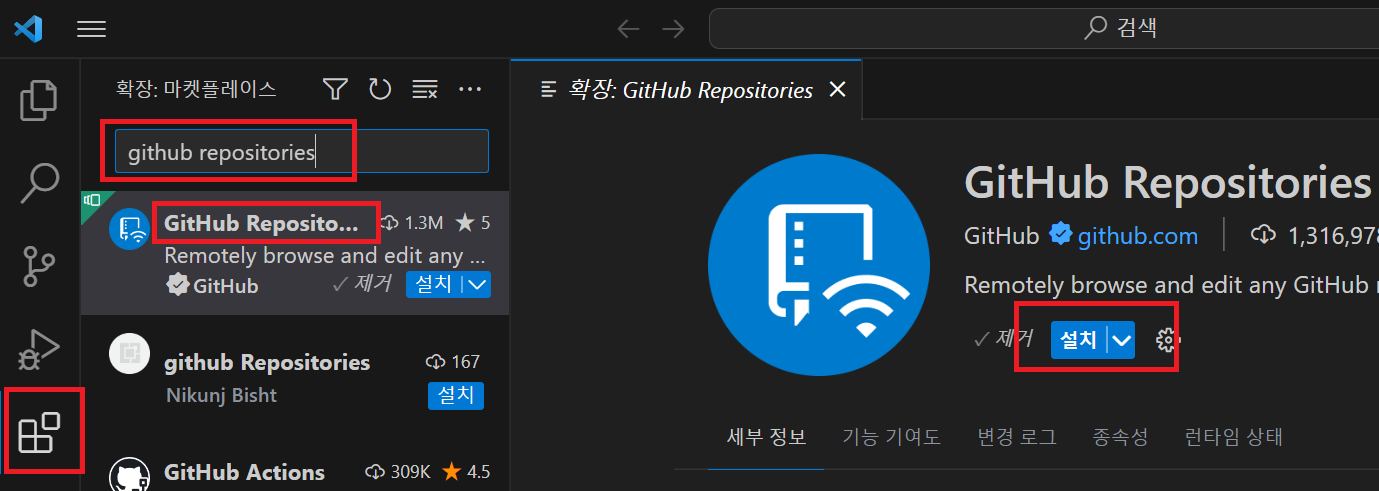 검색
확장: 마켓플레이스
github repositories
GitHub Reposito... 1.3M 5
Remotely browse and edit any ...
GitHub 제거 설치
github Repositories 167
Nikunj Bisht 설치
GitHub Actions 309K 4.5
확장: GitHub Repositories
GitHub Repositories
GitHub github.com 1,316,978
Remotely browse and edit any GitHub
제거 설치
세부 정보 기능 기여도 변경 로그 종속성 런타임 상태